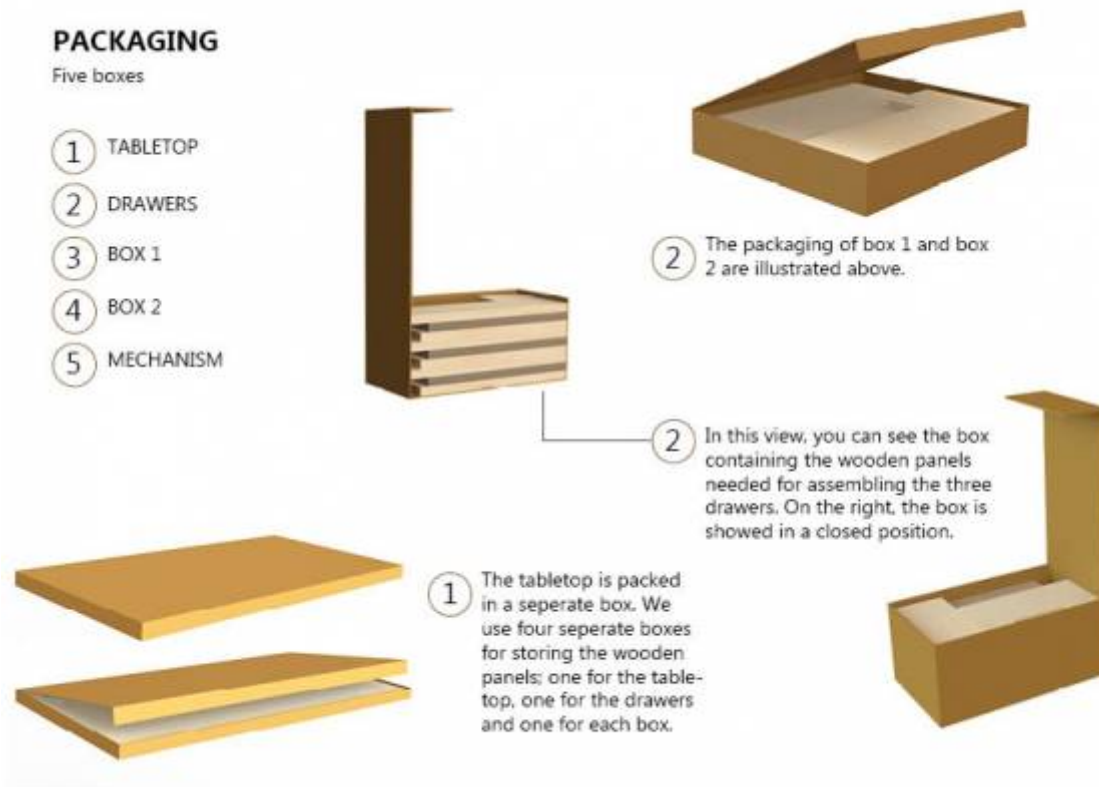 PACKAGING
Five boxes
1 TABLETOP
2 DRAWERS
3 BOX 1
4 BOX 2
5 MECHANISM
2 The packaging of box 1 and box
2 are illustrated above.
2 In this view, you can see the box
containing the wooden panels
needed for assembling the three
drawers. On the right, the box is
showed in a closed position.
1 The tabletop is packed
in a seperate box. We
use four seperate boxes
for storing the wooden
panels: one for the table-
top, one for the drawers
and one for each box.